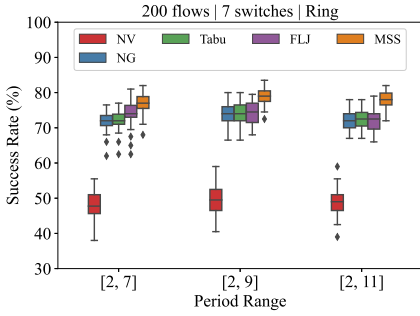 200 flows | 7 switches | Ring
100
90
80
70
60
50
40
30
Success Rate (%)
NV Tabu FLJ MSS
NG
[2, 7] [2, 9] [2, 11]
Period Range